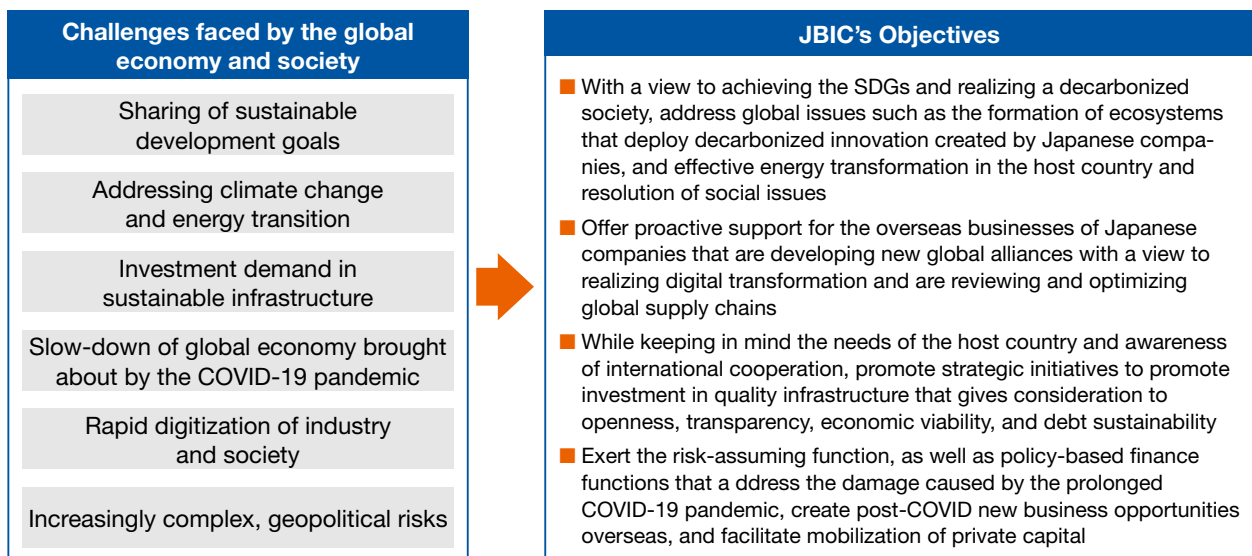 Challenges faced by the global
economy and society
Sharing of sustainable
development goals
Addressing climate change
and energy transition
Investment demand in
sustainable infrastructure
Slow-down of global economy brought
about by the COVID-19 pandemic
Rapid digitization of industry
and society
Increasingly complex, geopolitical risks
JBIC's Objectives
■ With a view to achieving the SDGs and realizing a decarbonized
society, address global issues such as the formation of ecosystems
that deploy decarbonized innovation created by Japanese compa-
nies, and effective energy transformation in the host country and
resolution of social issues
■ Offer proactive support for the overseas businesses of Japanese
companies that are developing new global alliances with a view to
realizing digital transformation and are reviewing and optimizing
global supply chains
■ While keeping in mind the needs of the host country and awareness
of international cooperation, promote strategic initiatives to promote
investment in quality infrastructure that gives consideration to
openness, transparency, economic viability, and debt sustainability
■ Exert the risk-assuming function, as well as policy-based finance
functions that a ddress the damage caused by the prolonged
COVID-19 pandemic, create post-COVID new business opportunities
overseas, and facilitate mobilization of private capital